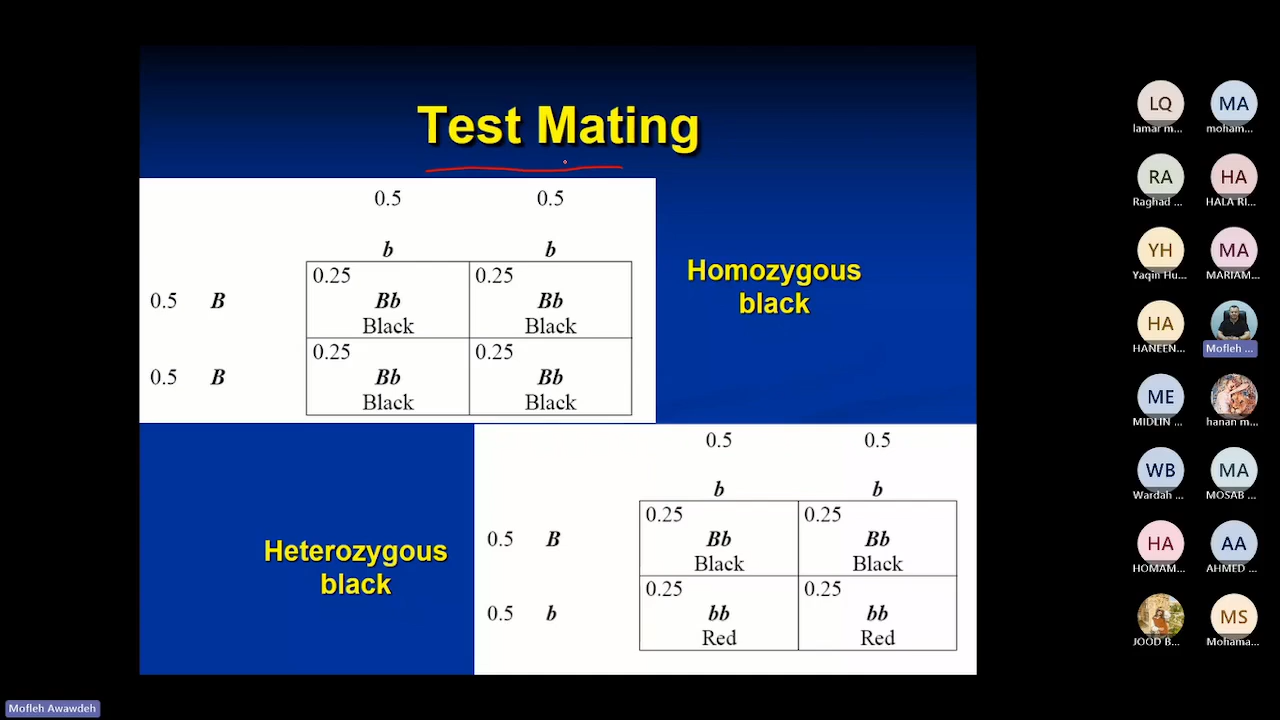 Test Mating
0.5 0.5
b b
0.25 0.25
0.5 B Bb Bb
Black Black
0.25 0.25
0.5 B Bb Bb
Black Black
Homozygous
black
Heterozygous
black
0.5 0.5
b b
0.25 0.25
0.5 B Bb Bb
Black Black
0.25 0.25
0.5 b bb bb
Red Red
LQ MA
lamar m... moham...
RA HA
Raghad ... HALA RI...
YH MA
Yaqin Hu... MARIAM...
HA
HANEEN... Mofleh ...
ME
MIDLIN ... hanan m...
WB MA
Wardah ... MOSAB ...
HA AA
HOMAM... AHMED ...
MS
JOOD B... Mohama...
Mofleh Awawdeh